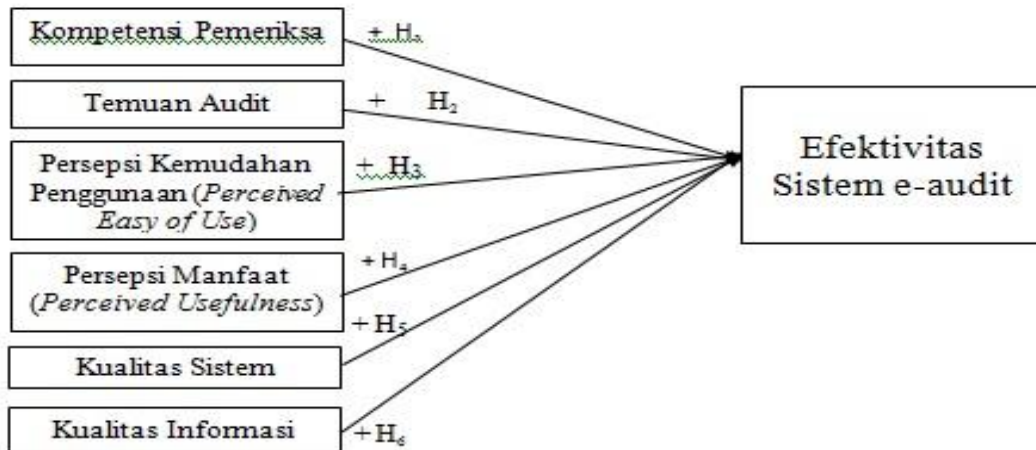 Kompetensi Pemeriksa
+ H
Temuan Audit
+ H₂
Persepsi Kemudahan
Penggunaan (Perceived
Easy of Use)
+ H₃
Persepsi Manfaat
(Perceived Usefulness)
+ H₄
Kualitas Sistem
+ H₅
Kualitas Informasi
+ H₆
Efektivitas
Sistem e-audit